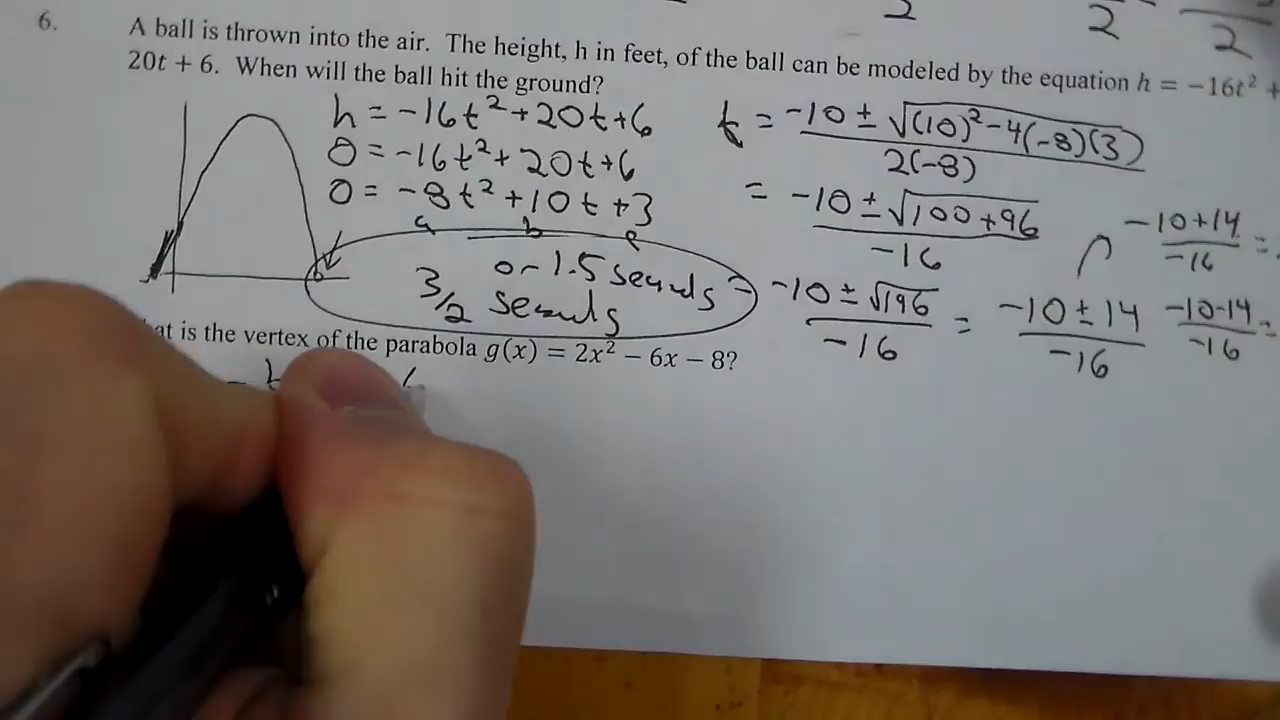 2
2
2
6. A ball is thrown into the air. The height, h in feet, of the ball can be modeled by the equation h = −16t² +
20t + 6. When will the ball hit the ground?
h = -16t² + 20t + 6
0 = -16t² + 20t + 6
0 = -8t² + 10t + 3
a b c
or 1.5 seconds
3/2 seconds
t = (-10 ± √((10)² - 4(-8)(3))) / 2(-8)
= (-10 ± √(100 + 96)) / -16
= (-10 ± √196) / -16 = (-10 ± 14) / -16
(-10 + 14) / -16 =
(-10 - 14) / -16 =
at is the vertex of the parabola g(x) = 2x² − 6x − 8?